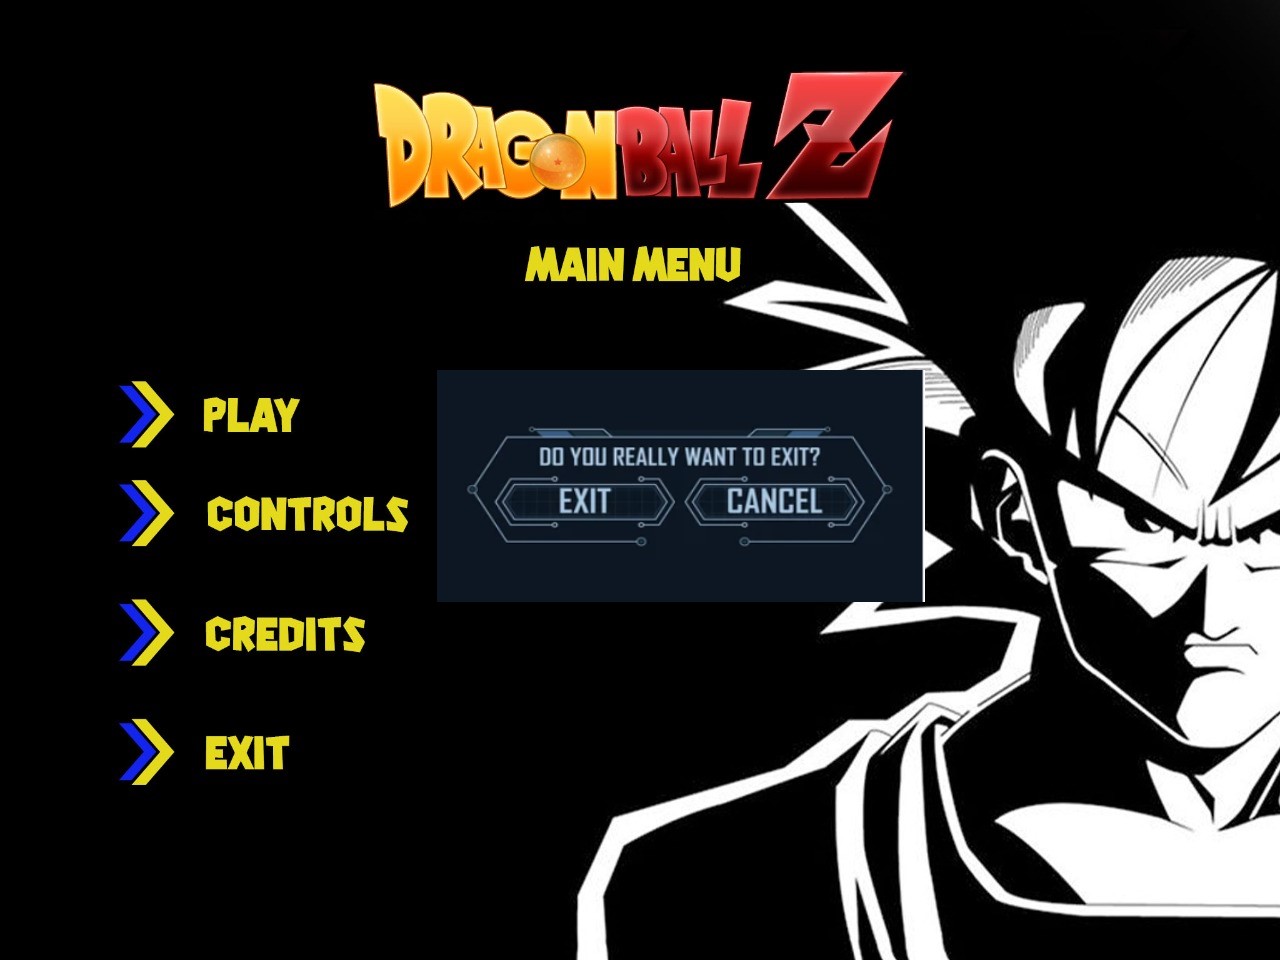 DRAGON BALL Z
MAIN MENU
PLAY
CONTROLS
CREDITS
EXIT
DO YOU REALLY WANT TO EXIT?
EXIT CANCEL